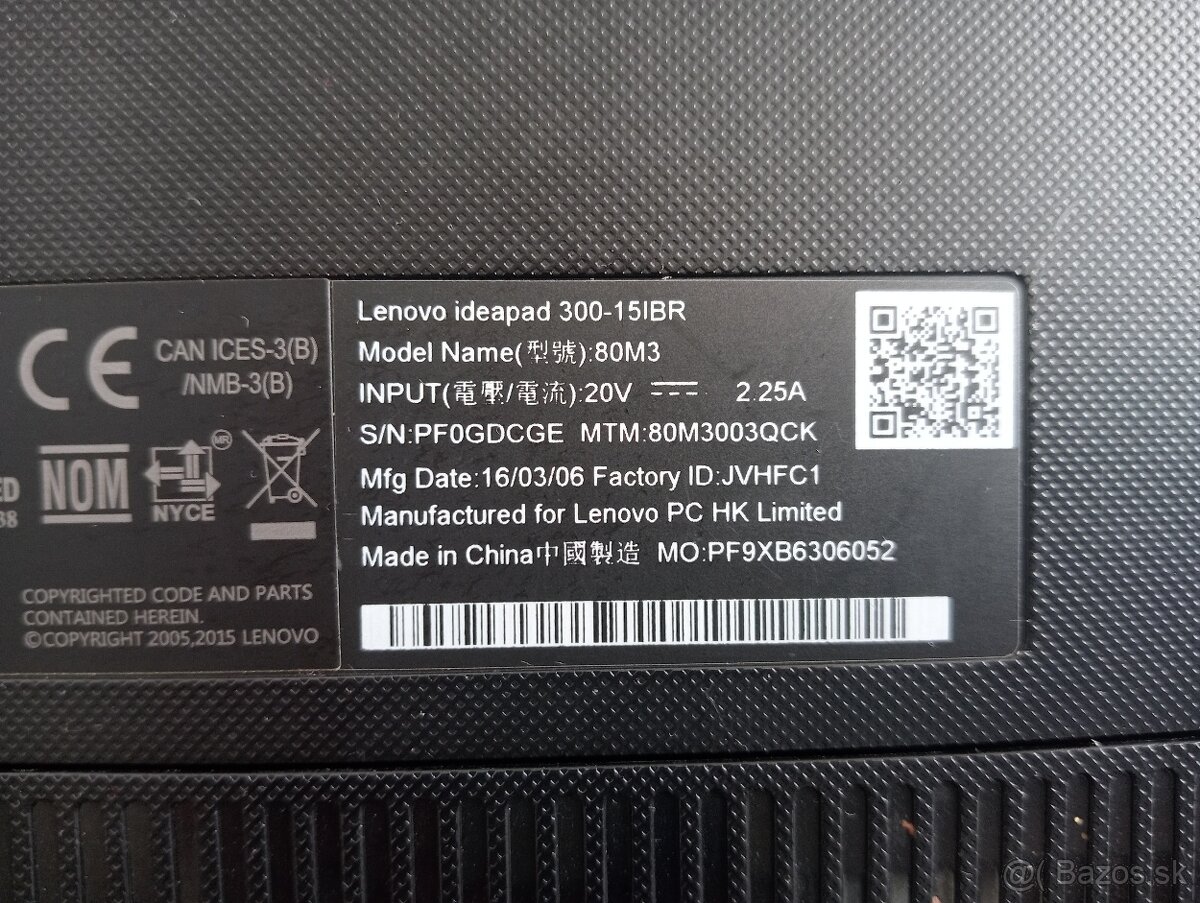 Lenovo ideapad 300-15IBR
Model Name(型號):80M3
INPUT(電壓/電流):20V 2.25A
S/N:PF0GDCGE MTM:80M3003QCK
Mfg Date:16/03/06 Factory ID:JVHFC1
Manufactured for Lenovo PC HK Limited
Made in China中國製造 MO:PF9XB6306052
CE
CAN ICES-3(B)
/NMB-3(B)
NOM
MR
NYCE
ED
38
COPYRIGHTED CODE AND PARTS
CONTAINED HEREIN.
©COPYRIGHT 2005,2015 LENOVO
@( Bazos.sk